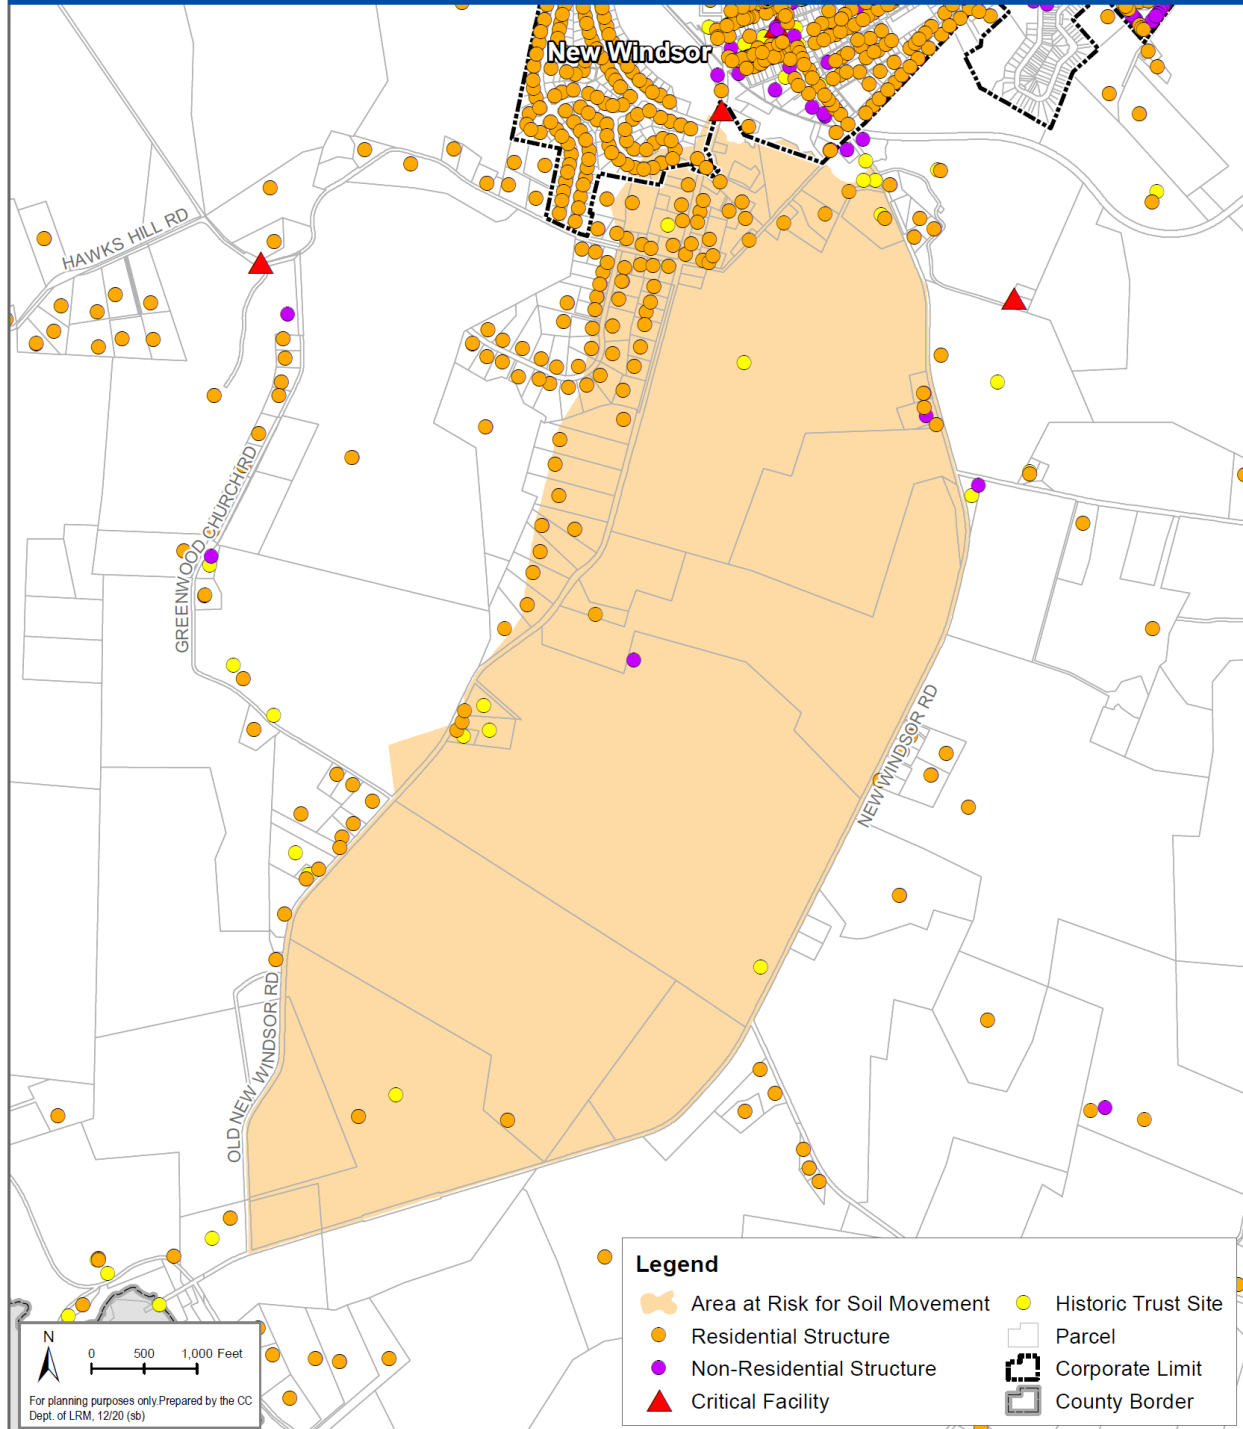 New Windsor
HAWKS HILL RD
GREENWOOD CHURCH RD
NEW WINDSOR RD
OLD NEW WINDSOR RD
Legend
Area at Risk for Soil Movement
Residential Structure
Non-Residential Structure
Critical Facility
Historic Trust Site
Parcel
Corporate Limit
County Border
N
0 500 1,000 Feet
For planning purposes only.Prepared by the CC
Dept. of LRM, 12/20 (sb)